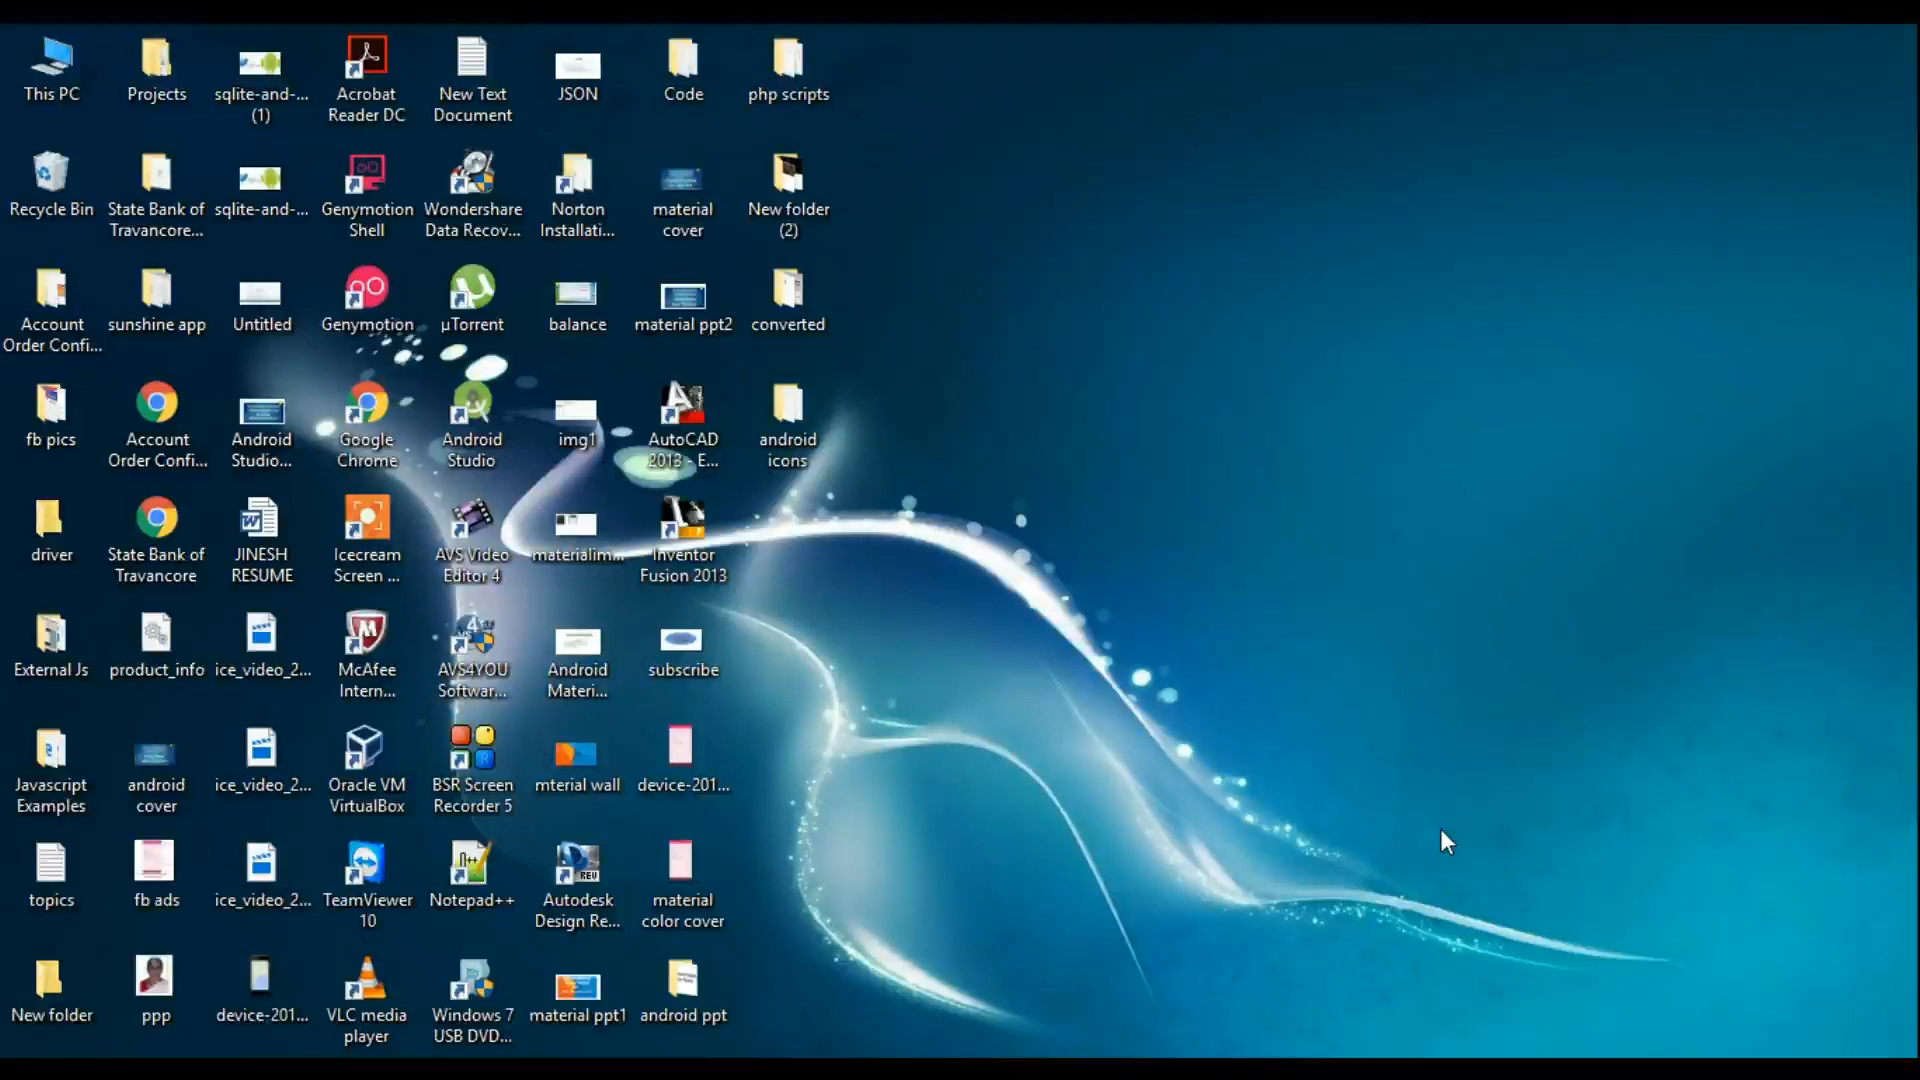 This PC
Projects
sqlite-and-...
(1)
Acrobat
Reader DC
New Text
Document
JSON
Code
php scripts
Recycle Bin
State Bank of
Travancore...
sqlite-and-...
Genymotion
Shell
Wondershare
Data Recov...
Norton
Installati...
material
cover
New folder
(2)
Account
Order Confi...
sunshine app
Untitled
Genymotion
µTorrent
balance
material ppt2
converted
fb pics
Account
Order Confi...
Android
Studio...
Google
Chrome
Android
Studio
img1
AutoCAD
2013 - E...
android
icons
driver
State Bank of
Travancore
JINESH
RESUME
Icecream
Screen ...
AVS Video
Editor 4
materialim...
Inventor
Fusion 2013
External Js
product_info
ice_video_2...
McAfee
Intern...
AVS4YOU
Softwar...
Android
Materi...
subscribe
Javascript
Examples
android
cover
ice_video_2...
Oracle VM
VirtualBox
BSR Screen
Recorder 5
mterial wall
device-201...
topics
fb ads
ice_video_2...
TeamViewer
10
Notepad++
Autodesk
Design Re...
material
color cover
New folder
ppp
device-201...
VLC media
player
Windows 7
USB DVD...
material ppt1
android ppt